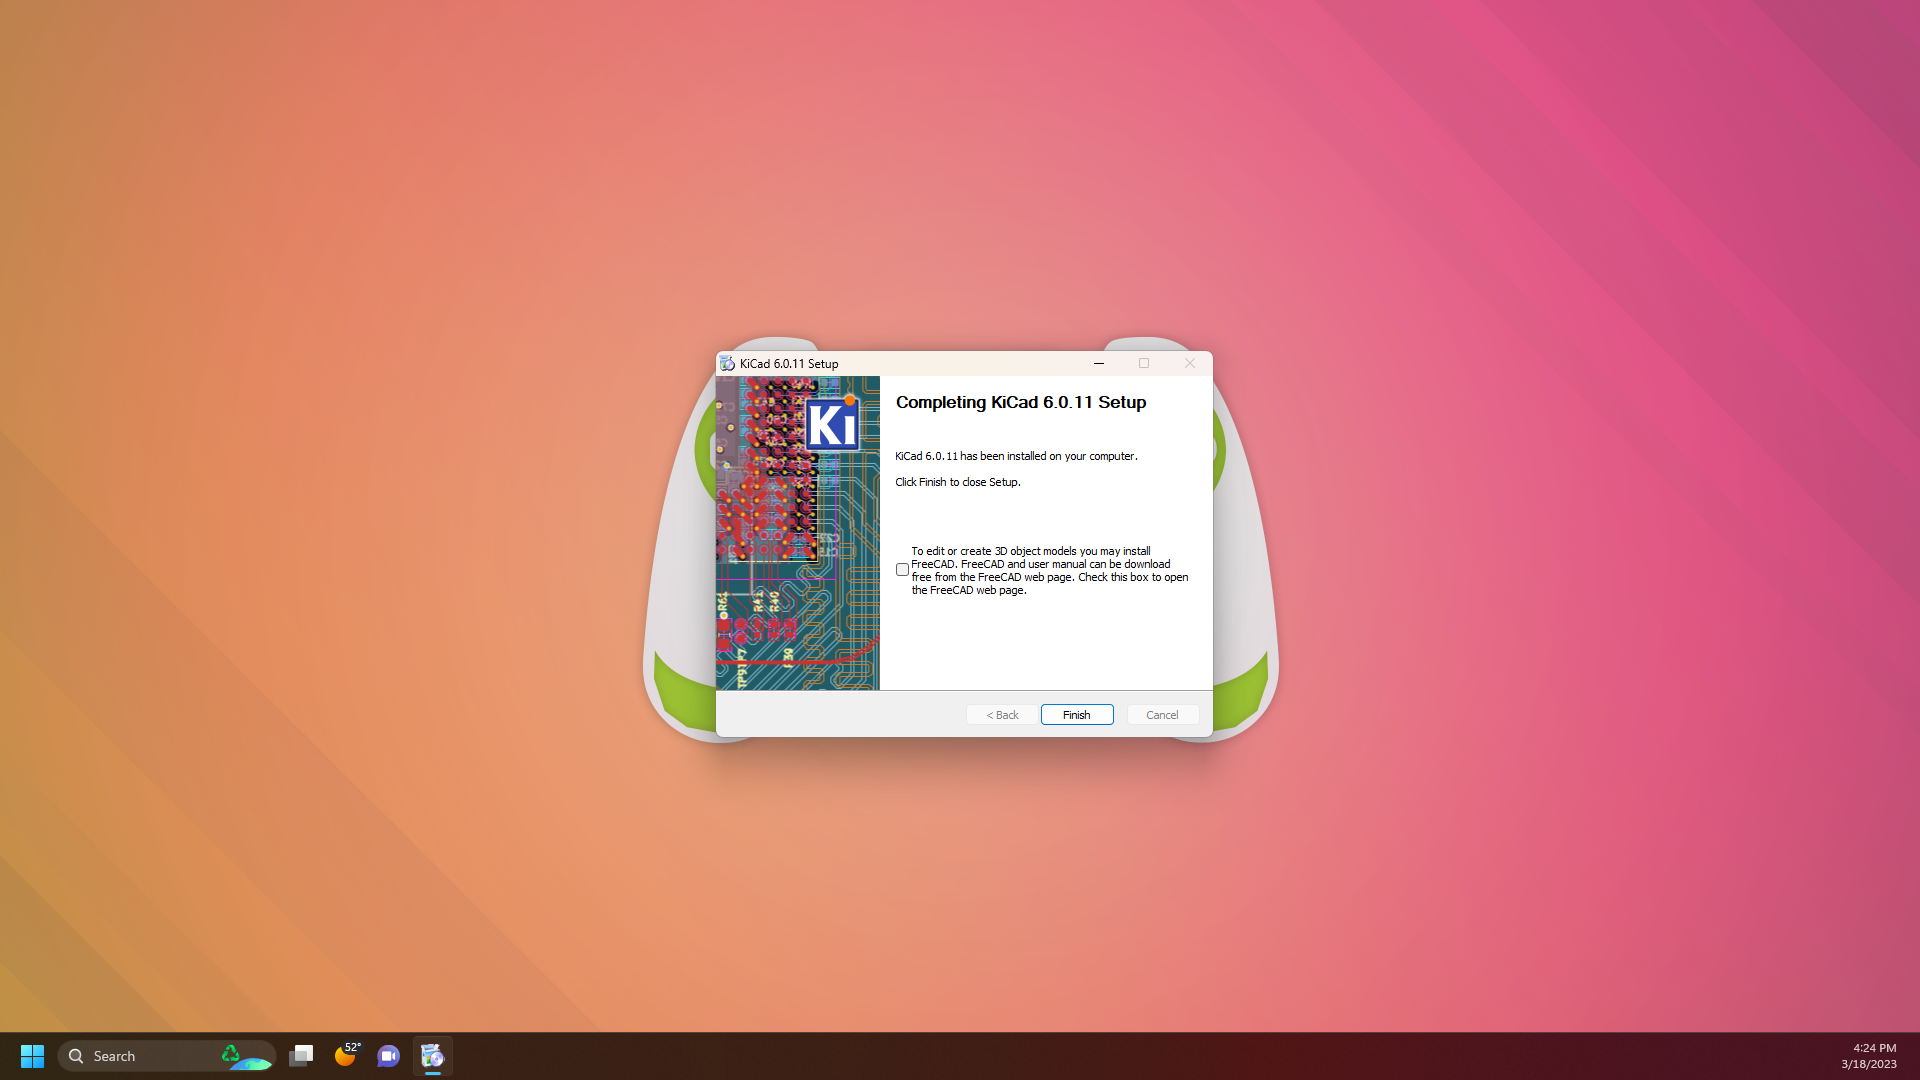 KiCad 6.0.11 Setup
Ki
Completing KiCad 6.0.11 Setup
KiCad 6.0.11 has been installed on your computer.
Click Finish to close Setup.
To edit or create 3D object models you may install
FreeCAD. FreeCAD and user manual can be download
free from the FreeCAD web page. Check this box to open
the FreeCAD web page.
R41
R40
< Back
Finish
Cancel
Search
52°
4:24 PM
3/18/2023